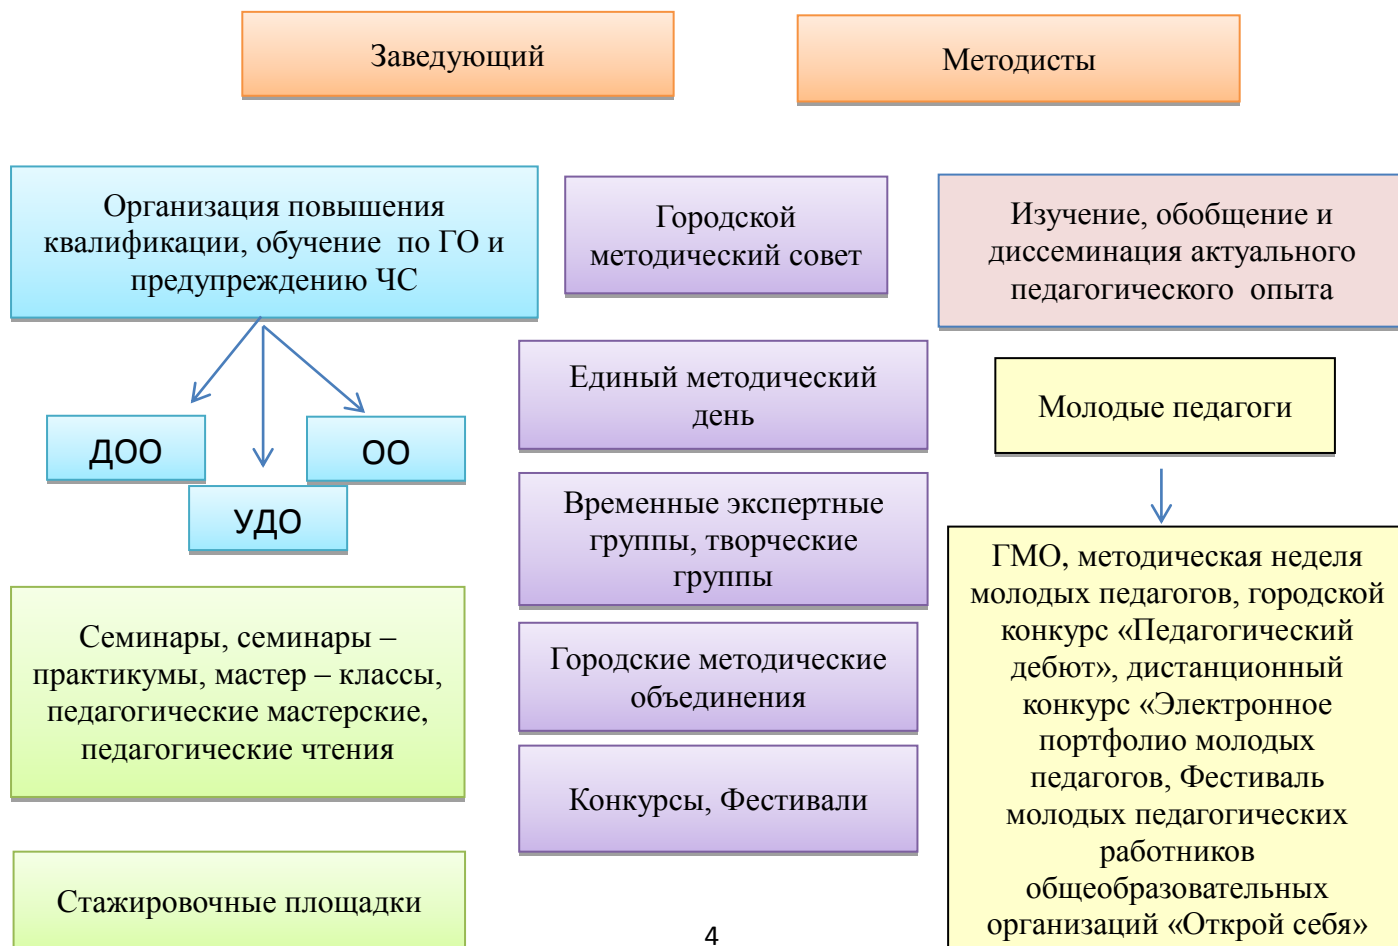 Заведующий
Методисты
Организация повышения
квалификации, обучение по ГО и
предупреждению ЧС
Городской
методический совет
Изучение, обобщение и
диссеминация актуального
педагогического опыта
Единый методический
день
Молодые педагоги
ДОО
ОО
УДО
Временные экспертные
группы, творческие
группы
ГМО, методическая неделя
молодых педагогов, городской
конкурс «Педагогический
дебют», дистанционный
конкурс «Электронное
портфолио молодых
педагогов, Фестиваль
молодых педагогических
работников
общеобразовательных
организаций «Открой себя»
Семинары, семинары –
практикумы, мастер – классы,
педагогические мастерские,
педагогические чтения
Городские методические
объединения
Конкурсы, Фестивали
Стажировочные площадки
4